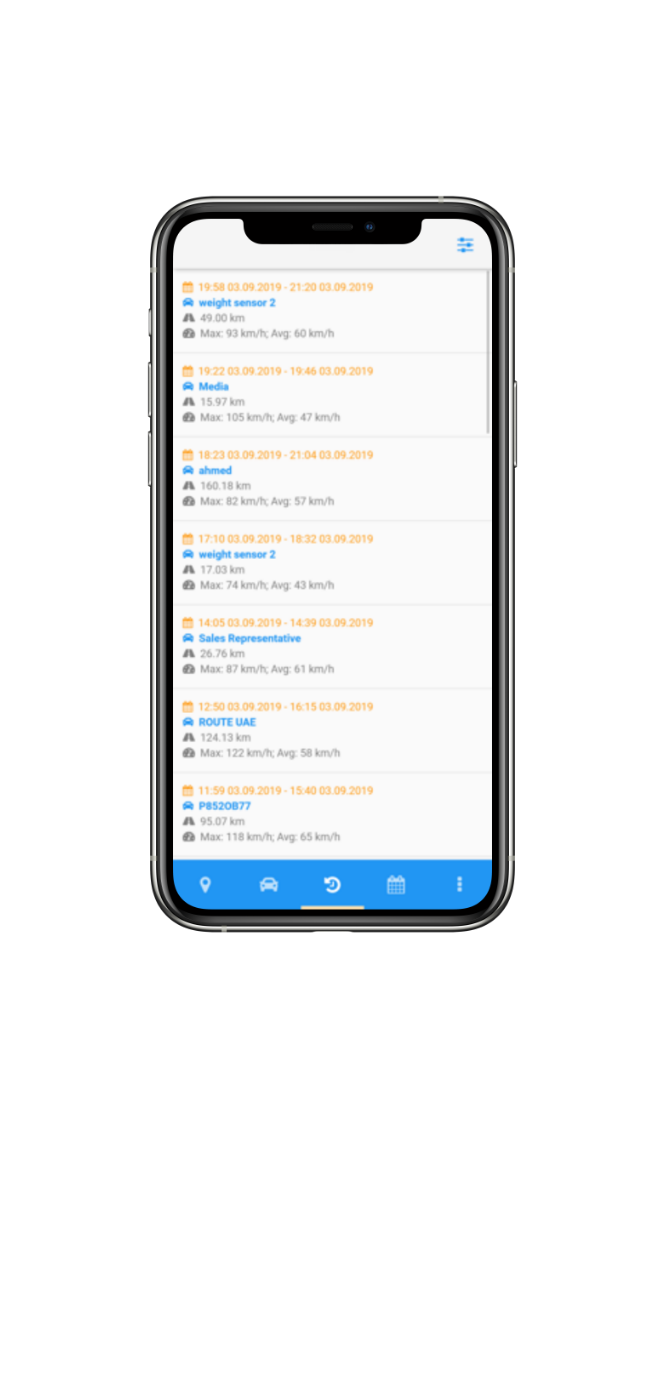 19:58 03.09.2019 - 21:20 03.09.2019
weight sensor 2
49.00 km
Max: 93 km/h; Avg: 60 km/h
19:22 03.09.2019 - 19:46 03.09.2019
Media
15.97 km
Max: 105 km/h; Avg: 47 km/h
18:23 03.09.2019 - 21:04 03.09.2019
ahmed
160.18 km
Max: 82 km/h; Avg: 57 km/h
17:10 03.09.2019 - 18:32 03.09.2019
weight sensor 2
17.03 km
Max: 74 km/h; Avg: 43 km/h
14:05 03.09.2019 - 14:39 03.09.2019
Sales Representative
26.76 km
Max: 87 km/h; Avg: 61 km/h
12:50 03.09.2019 - 16:15 03.09.2019
ROUTE UAE
124.13 km
Max: 122 km/h; Avg: 58 km/h
11:59 03.09.2019 - 15:40 03.09.2019
P852OB77
95.07 km
Max: 118 km/h; Avg: 65 km/h